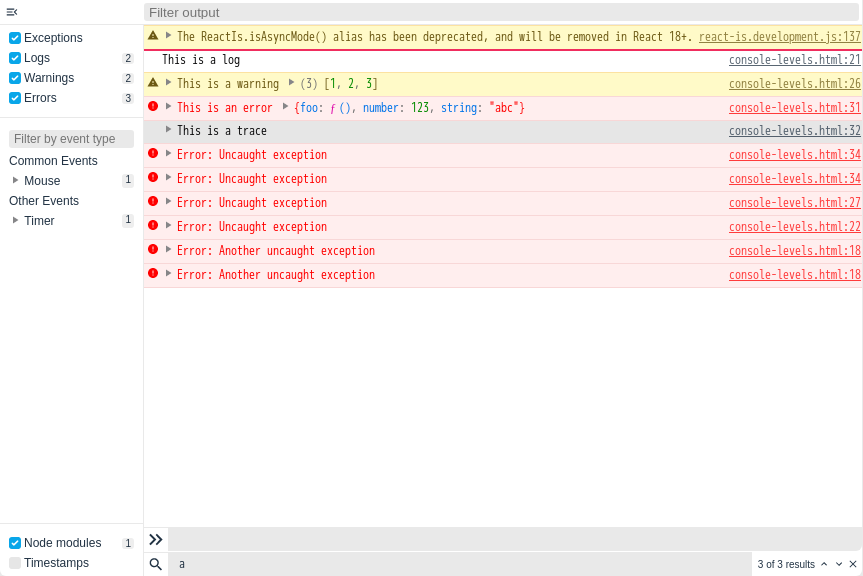 Filter output
Exceptions
Logs 2
Warnings 2
Errors 3
Filter by event type
Common Events
Mouse 1
Other Events
Timer 1
Node modules 1
Timestamps
The ReactIs.isAsyncMode() alias has been deprecated, and will be removed in React 18+. react-is.development.js:137
This is a log console-levels.html:21
This is a warning (3) [1, 2, 3] console-levels.html:26
This is an error {foo: ƒ (), number: 123, string: "abc"} console-levels.html:31
This is a trace console-levels.html:32
Error: Uncaught exception console-levels.html:34
Error: Uncaught exception console-levels.html:34
Error: Uncaught exception console-levels.html:27
Error: Uncaught exception console-levels.html:22
Error: Another uncaught exception console-levels.html:18
Error: Another uncaught exception console-levels.html:18
a 3 of 3 results